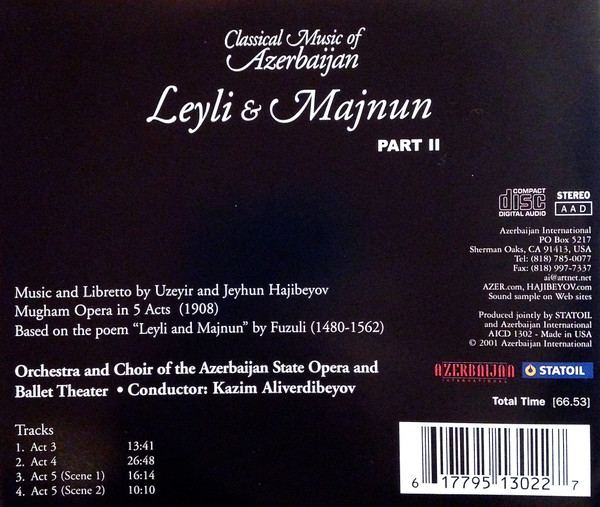 Classical Music of
Azerbaijan
Leyli & Majnun
PART II
COMPACT
disc
DIGITAL AUDIO
STEREO
AAD
Azerbaijan International
PO Box 5217
Sherman Oaks, CA 91413, USA
Tel: (818) 785-0077
Fax: (818) 997-7337
ai@artnet.net
AZER.com, HAJIBEYOV.com
Sound sample on Web sites
Produced jointly by STATOIL
and Azerbaijan International
AICD 1302 - Made in USA
© 2001 Azerbaijan International
Music and Libretto by Uzeyir and Jeyhun Hajibeyov
Mugham Opera in 5 Acts (1908)
Based on the poem “Leyli and Majnun” by Fuzuli (1480-1562)
Orchestra and Choir of the Azerbaijan State Opera and
Ballet Theater • Conductor: Kazim Aliverdibeyov
AZERBAIJAN
INTERNATIONAL
STATOIL
Total Time [66.53]
Tracks
1. Act 3 13:41
2. Act 4 26:48
3. Act 5 (Scene 1) 16:14
4. Act 5 (Scene 2) 10:10
6 17795 13022 7